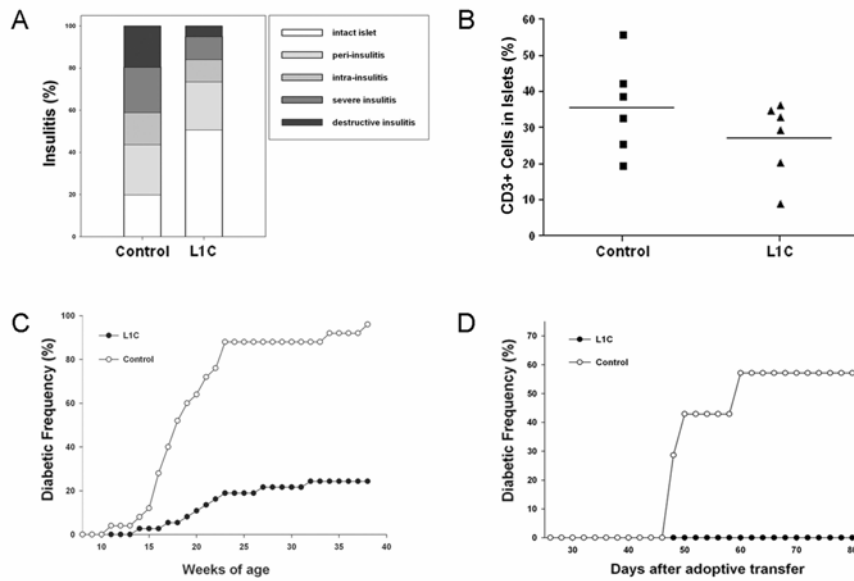 A
Insulitis (%)
100
80
60
40
20
0
Control
L1C
intact islet
peri-insulitis
intra-insulitis
severe insulitis
destructive insulitis
B
CD3+ Cells in Islets (%)
60
50
40
30
20
10
0
Control
L1C
C
Diabetic Frequency (%)
100
80
60
40
20
0
L1C
Control
10 15 20 25 30 35 40
Weeks of age
D
Diabetic Frequency (%)
70
60
50
40
30
20
10
0
L1C
Control
30 40 50 60 70 80
Days after adoptive transfer